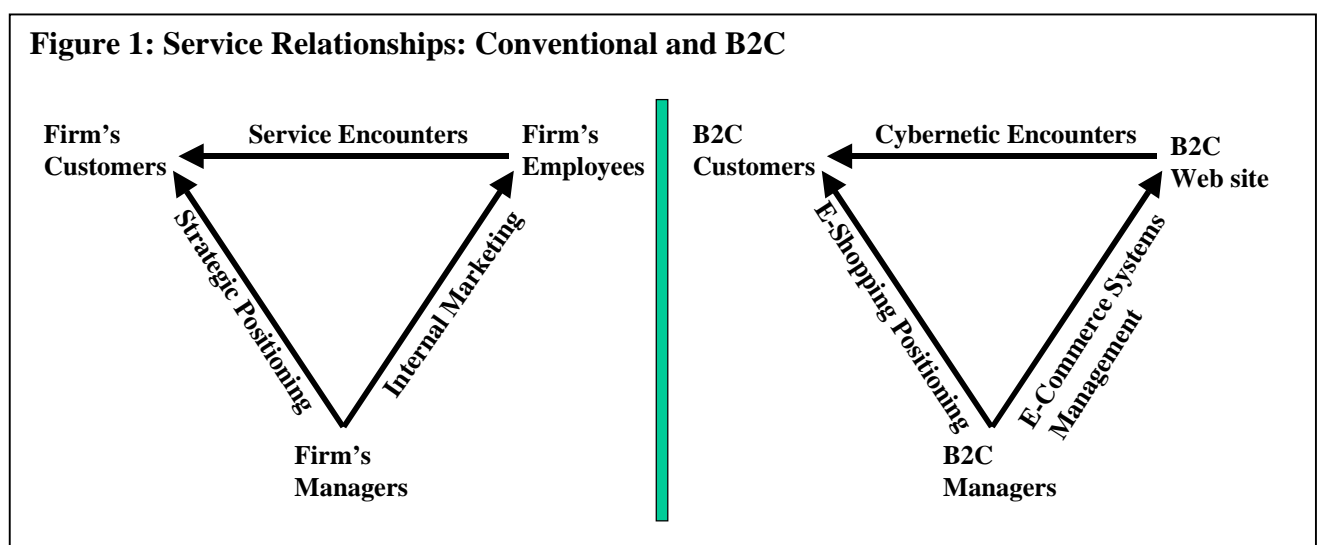 Figure 1: Service Relationships: Conventional and B2C
Firm's
Customers
Service Encounters
Firm's
Employees
Strategic Positioning
Internal Marketing
Firm's
Managers
B2C
Customers
Cybernetic Encounters
B2C
Web site
E-Shopping Positioning
E-Commerce Systems
Management
B2C
Managers